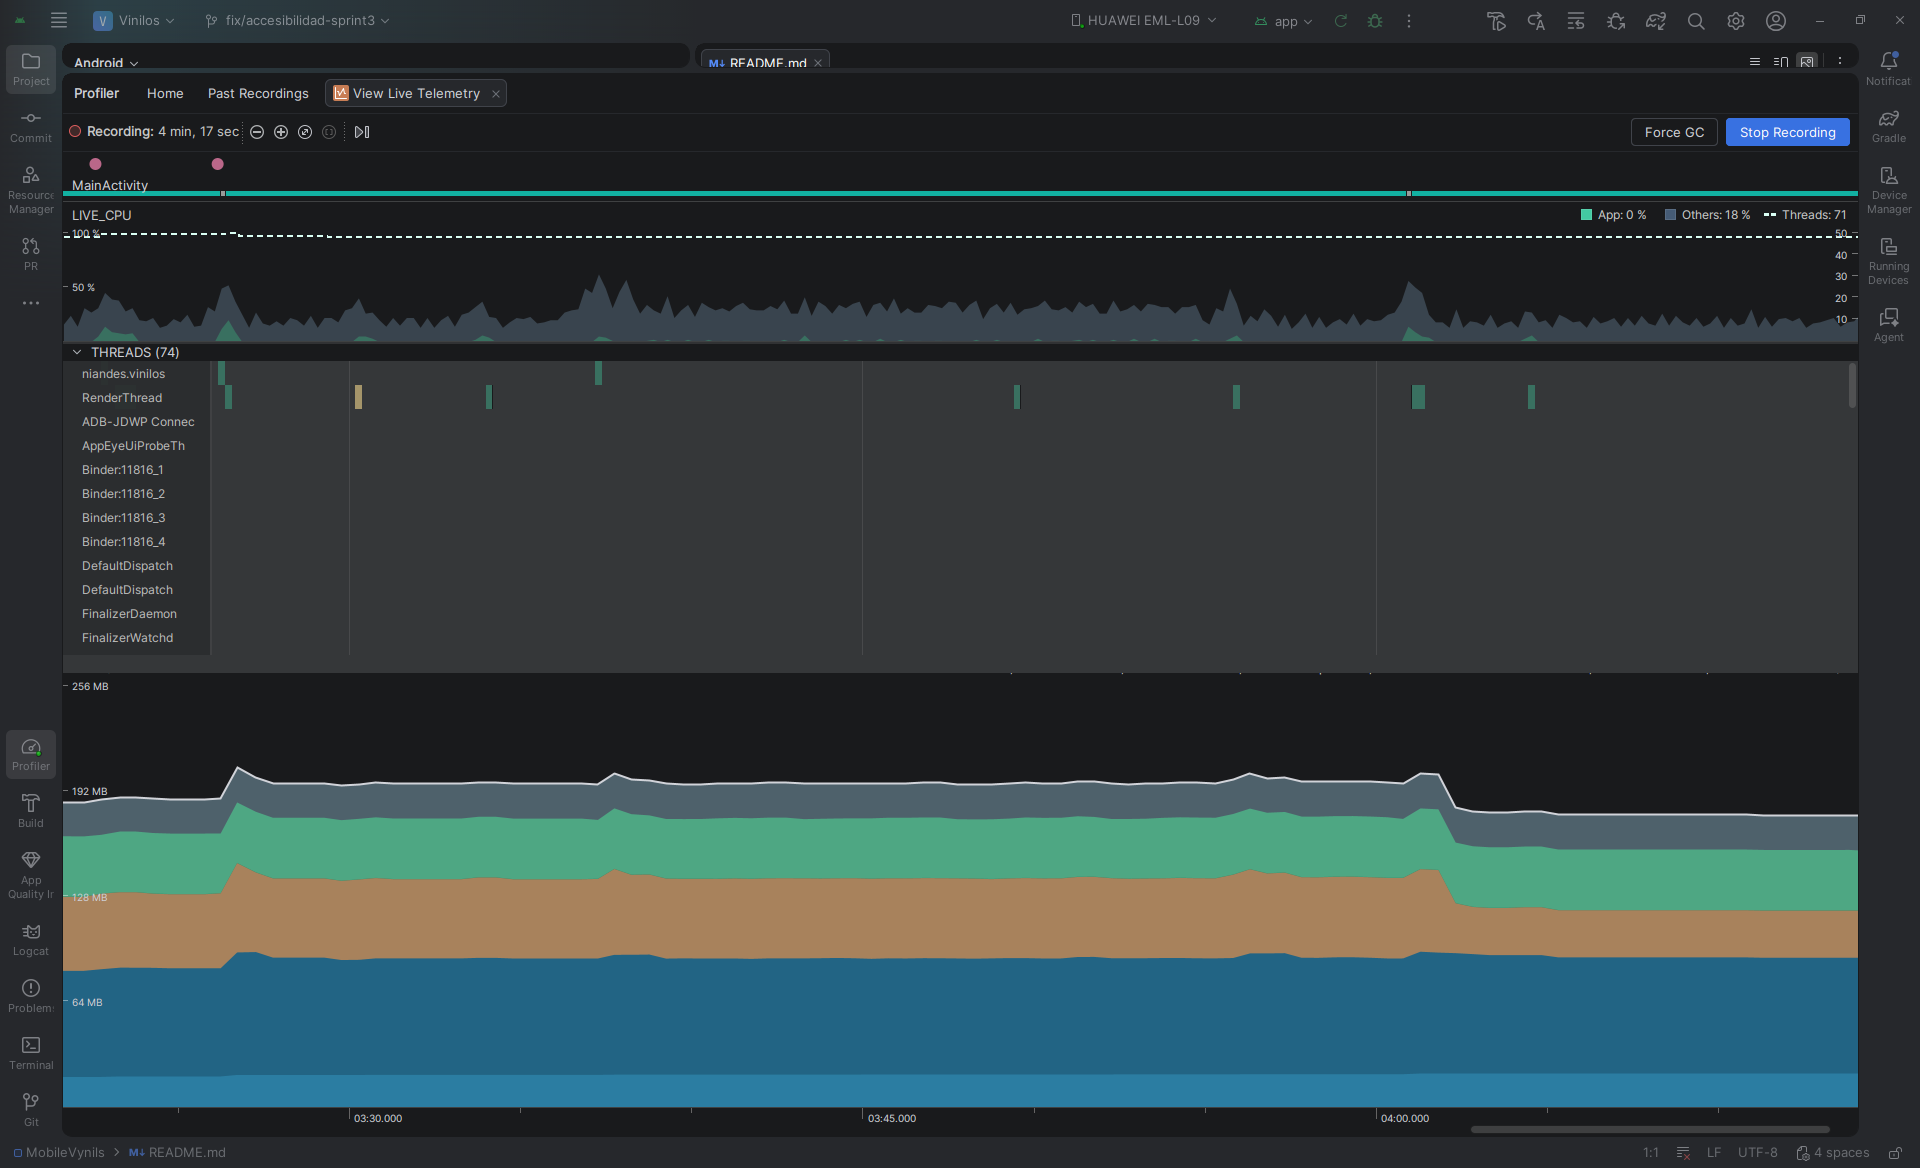 V Vinilos
fix/accesibilidad-sprint3
HUAWEI EML-L09
app
Project
Commit
Resource
Manager
PR
Android
README.md
Profiler
Home
Past Recordings
View Live Telemetry
Recording: 4 min, 17 sec
Force GC
Stop Recording
MainActivity
LIVE_CPU
App: 0 %
Others: 18 %
Threads: 71
100 %
50 %
50
40
30
20
10
THREADS (74)
niandes.vinilos
RenderThread
ADB-JDWP Connec
AppEyeUiProbeTh
Binder:11816_1
Binder:11816_2
Binder:11816_3
Binder:11816_4
DefaultDispatch
DefaultDispatch
FinalizerDaemon
FinalizerWatchd
256 MB
192 MB
128 MB
64 MB
03:30.000
03:45.000
04:00.000
Notificat
Gradle
Device
Manager
Running
Devices
Agent
Profiler
Build
App
Quality In
Logcat
Problems
Terminal
Git
MobileVynils
README.md
1:1
LF
UTF-8
4 spaces